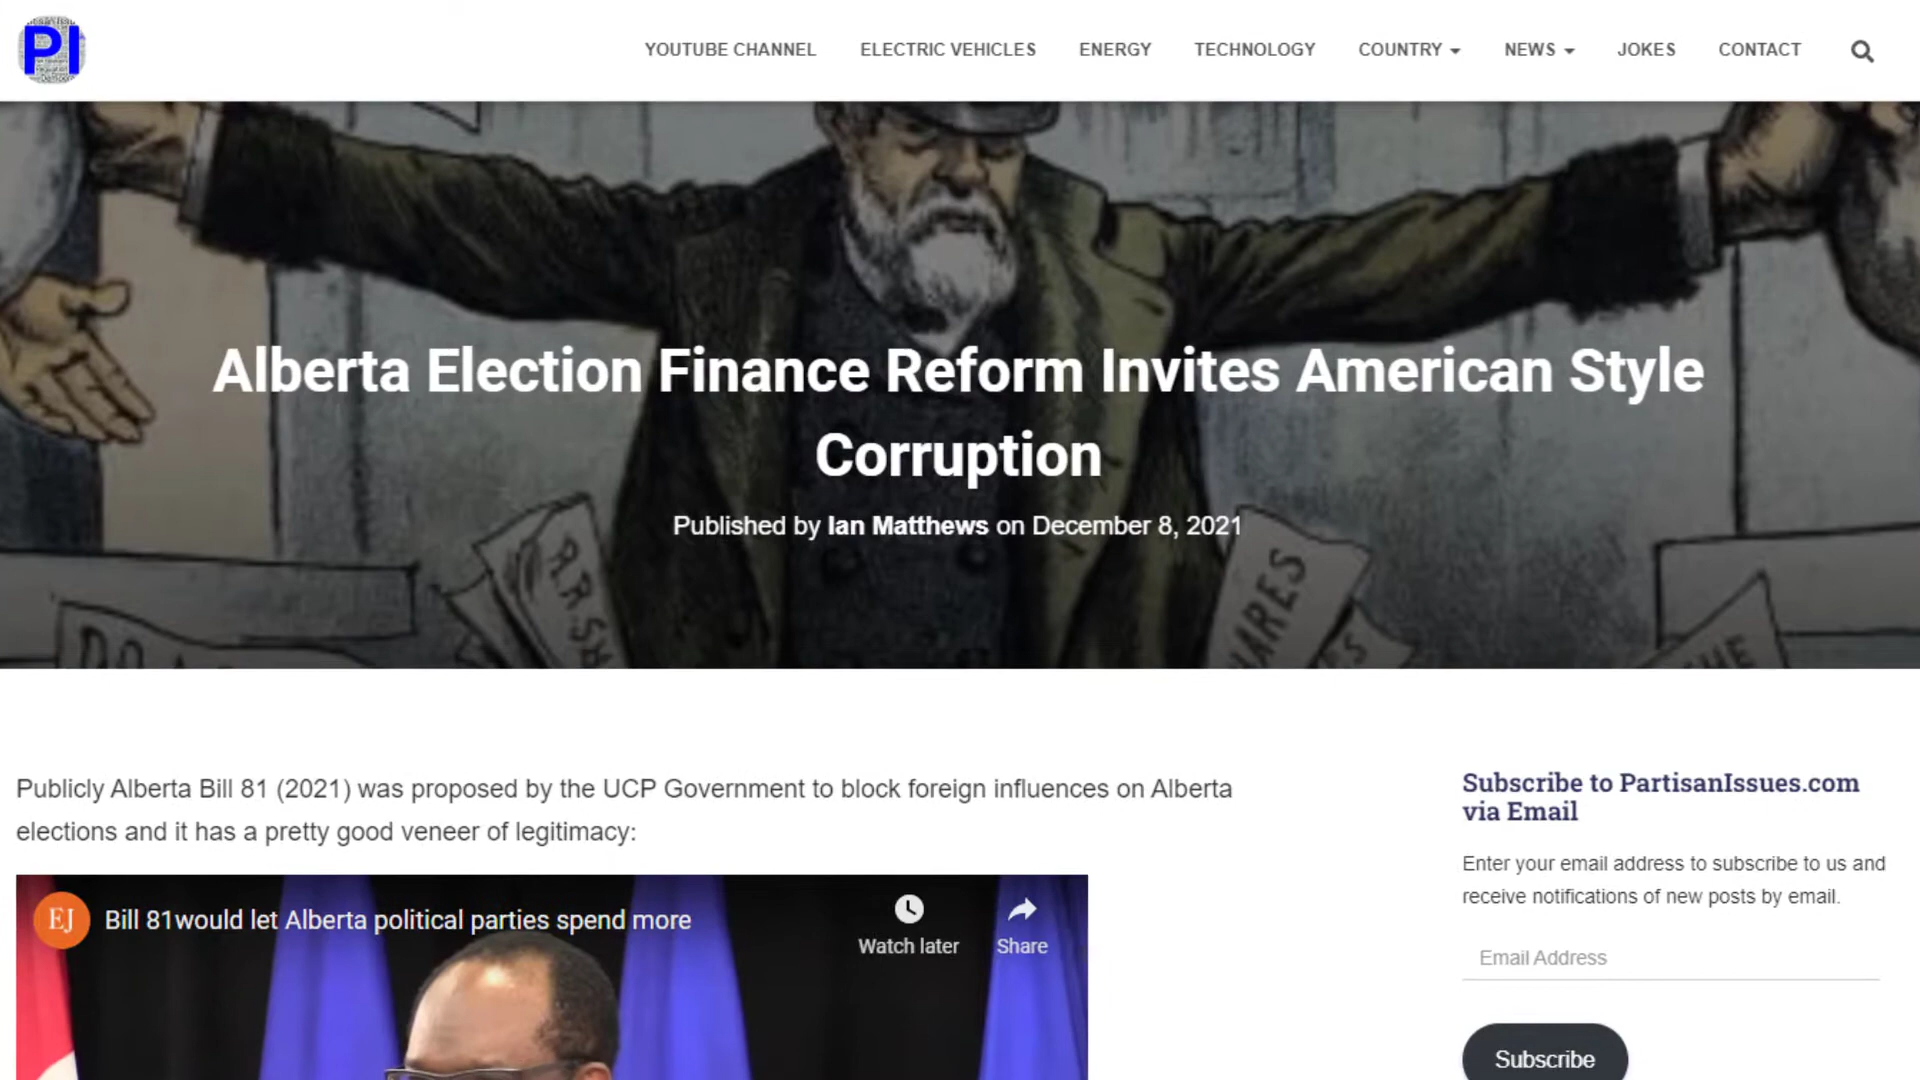 PI
YOUTUBE CHANNEL
ELECTRIC VEHICLES
ENERGY
TECHNOLOGY
COUNTRY
NEWS
JOKES
CONTACT
Alberta Election Finance Reform Invites American Style
Corruption
Published by Ian Matthews on December 8, 2021
R.R.
HARES
Publicly Alberta Bill 81 (2021) was proposed by the UCP Government to block foreign influences on Alberta
elections and it has a pretty good veneer of legitimacy:
EJ
Bill 81would let Alberta political parties spend more
Watch later
Share
Subscribe to PartisanIssues.com
via Email
Enter your email address to subscribe to us and
receive notifications of new posts by email.
Email Address
Subscribe